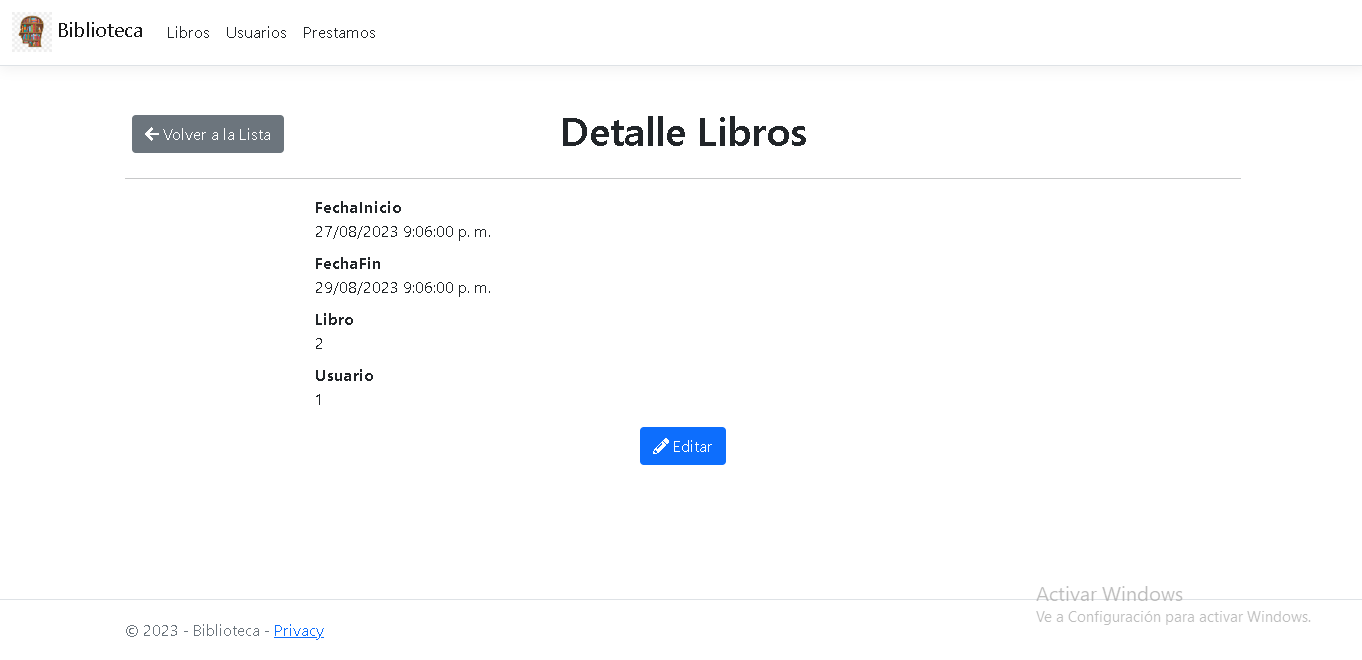 Biblioteca Libros Usuarios Prestamos
Volver a la Lista
Detalle Libros
FechaInicio
27/08/2023 9:06:00 p. m.
FechaFin
29/08/2023 9:06:00 p. m.
Libro
2
Usuario
1
Editar
Activar Windows
Ve a Configuración para activar Windows.
© 2023 - Biblioteca - Privacy